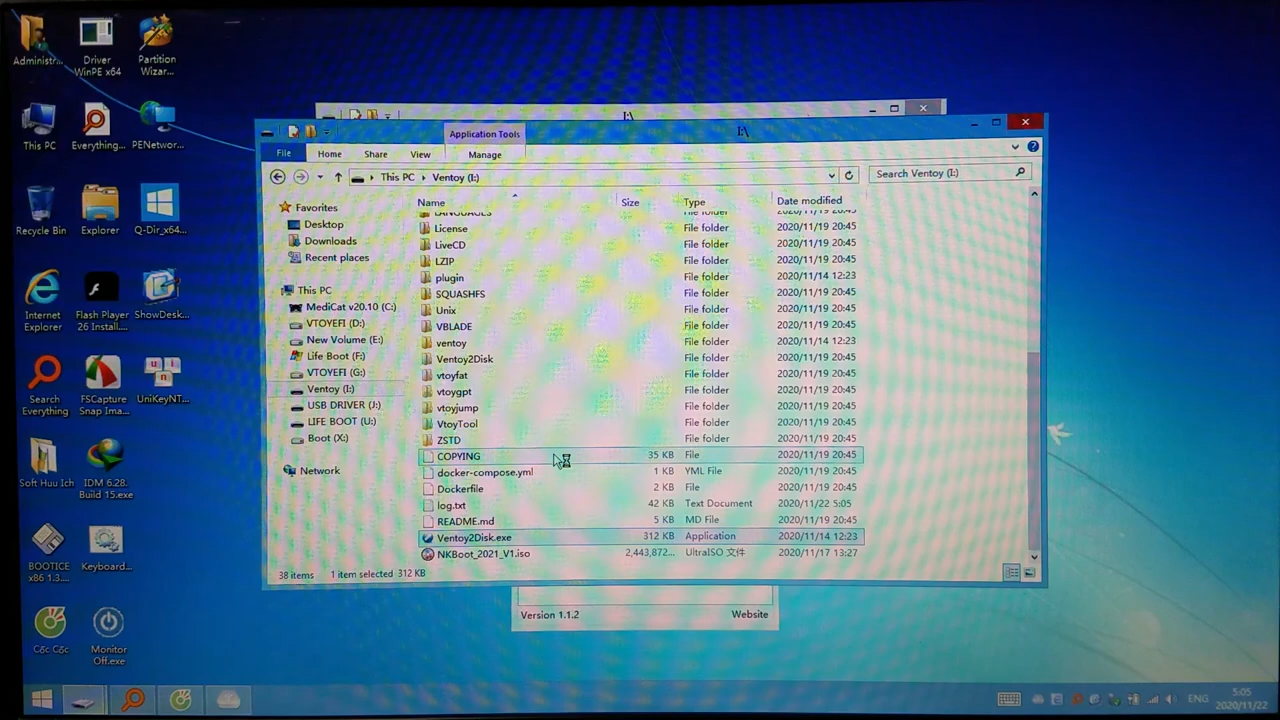 Administr...
Driver
WinPE x64
Partition
Wizar...
This PC
Everything...
PENetwor...
Recycle Bin
Explorer
Q-Dir_x64...
Internet
Explorer
Flash Player
26 Install....
ShowDesk...
Search
Everything
FSCapture
Snap Ima...
UniKeyNT...
Soft Huu Ich
IDM 6.28.
Build 15.exe
BOOTICE
x86 1.3....
Keyboard...
Cốc Cốc
Monitor
Off.exe
I:\
Application Tools
I:\
File
Home
Share
View
Manage
This PC
Ventoy (I:)
Search Ventoy (I:)
Favorites
Desktop
Downloads
Recent places
This PC
MediCat v20.10 (C:)
VTOYEFI (D:)
New Volume (E:)
Life Boot (F:)
VTOYEFI (G:)
Ventoy (I:)
USB DRIVER (J:)
LIFE BOOT (U:)
Boot (X:)
Network
Name Size Type Date modified
LANGUAGES File folder 2020/11/19 20:45
License File folder 2020/11/19 20:45
LiveCD File folder 2020/11/19 20:45
LZIP File folder 2020/11/19 20:45
plugin File folder 2020/11/14 12:23
SQUASHFS File folder 2020/11/19 20:45
Unix File folder 2020/11/19 20:45
VBLADE File folder 2020/11/19 20:45
ventoy File folder 2020/11/14 12:23
Ventoy2Disk File folder 2020/11/19 20:45
vtoyfat File folder 2020/11/19 20:45
vtoygpt File folder 2020/11/19 20:45
vtoyjump File folder 2020/11/19 20:45
VtoyTool File folder 2020/11/19 20:45
ZSTD File folder 2020/11/19 20:45
COPYING 35 KB File 2020/11/19 20:45
docker-compose.yml 1 KB YML File 2020/11/19 20:45
Dockerfile 2 KB File 2020/11/19 20:45
log.txt 42 KB Text Document 2020/11/22 5:05
README.md 5 KB MD File 2020/11/19 20:45
Ventoy2Disk.exe 312 KB Application 2020/11/14 12:23
NKBoot_2021_V1.iso 2,443,872... UltraISO 文件 2020/11/17 13:27
38 items 1 item selected 312 KB
Version 1.1.2 Website
ENG
5:05
2020/11/22